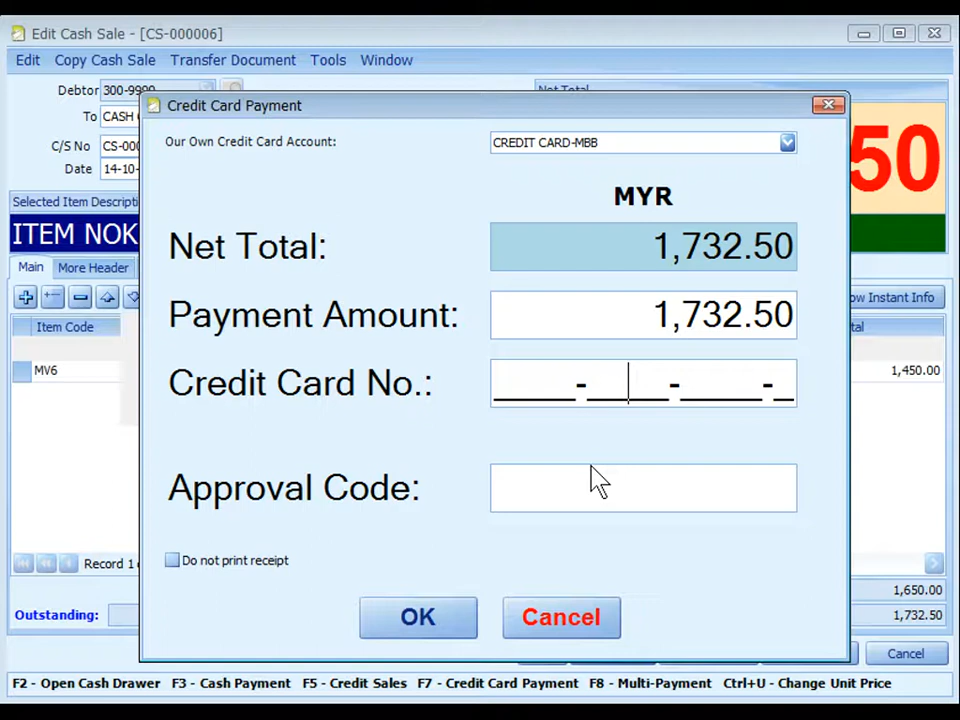 Edit Cash Sale - [CS-000006]
Edit Copy Cash Sale Transfer Document Tools Window
Debtor 300-9999
Net Total
To CASH
C/S No CS-000
Date 14-10-
50
Selected Item Descripti
ITEM NOK
Main More Header
ow Instant Info
Item Code
tal
MV6
1,450.00
Record 1
1,650.00
Outstanding:
1,732.50
Cancel
F2 - Open Cash Drawer F3 - Cash Payment F5 - Credit Sales F7 - Credit Card Payment F8 - Multi-Payment Ctrl+U - Change Unit Price
Credit Card Payment
Our Own Credit Card Account: CREDIT CARD-MBB
MYR
Net Total: 1,732.50
Payment Amount: 1,732.50
Credit Card No.: _____-_____-_____-_
Approval Code:
Do not print receipt
OK Cancel